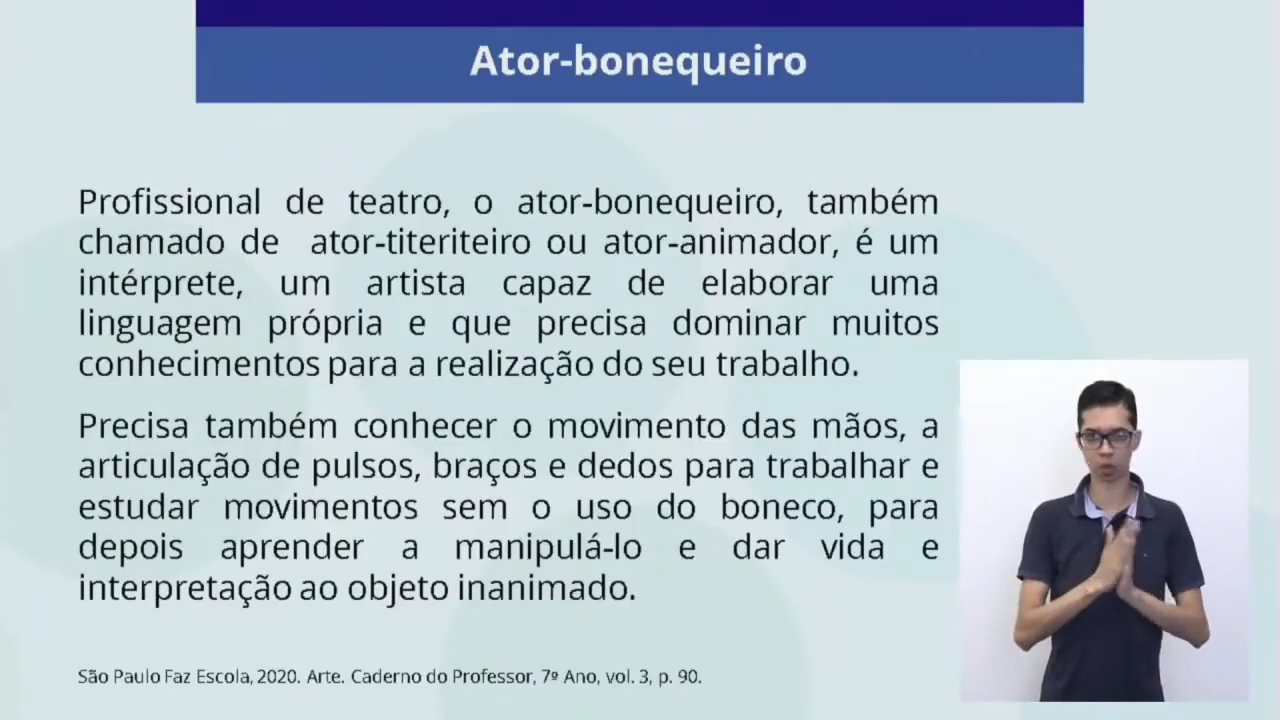 Ator-bonequeiro
Profissional de teatro, o ator-bonequeiro, também
chamado de ator-titeriteiro ou ator-animador, é um
intérprete, um artista capaz de elaborar uma
linguagem própria e que precisa dominar muitos
conhecimentos para a realização do seu trabalho.
Precisa também conhecer o movimento das mãos, a
articulação de pulsos, braços e dedos para trabalhar e
estudar movimentos sem o uso do boneco, para
depois aprender a manipulá-lo e dar vida e
interpretação ao objeto inanimado.
São Paulo Faz Escola, 2020. Arte. Caderno do Professor, 7º Ano, vol. 3, p. 90.